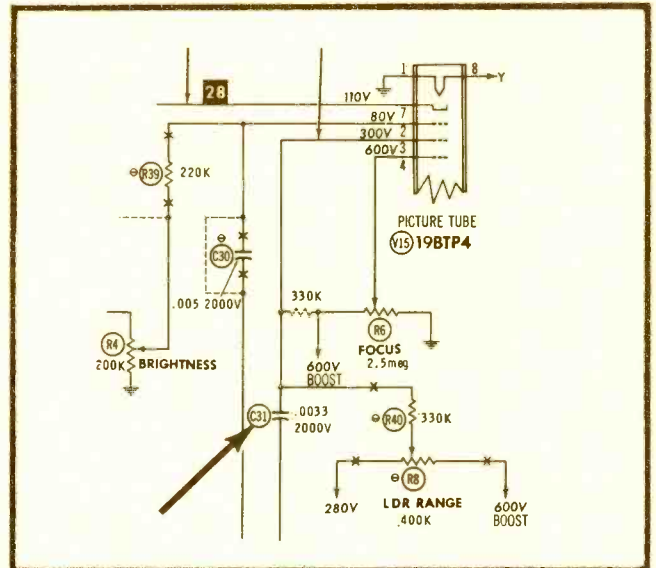 1
8
Y
28
110V
7
80V
2
300V
3
600V
4
R39
220K
PICTURE TUBE
V15 19BTP4
C30
.005 2000V
330K
R6
FOCUS
2.5meg
R4
200K
BRIGHTNESS
600V
BOOST
C31
.0033
2000V
R40
330K
R8
280V
LDR RANGE
.400K
600V
BOOST